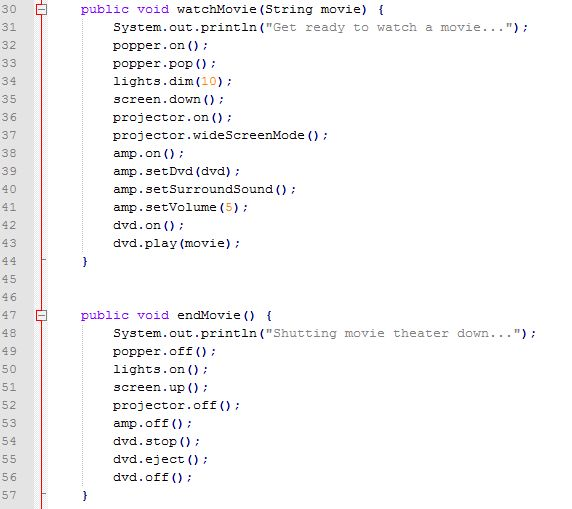 30 public void watchMovie(String movie) {
31 System.out.println("Get ready to watch a movie...");
32 popper.on();
33 popper.pop();
34 lights.dim(10);
35 screen.down();
36 projector.on();
37 projector.wideScreenMode();
38 amp.on();
39 amp.setDvd(dvd);
40 amp.setSurroundSound();
41 amp.setVolume(5);
42 dvd.on();
43 dvd.play(movie);
44 }
45
46
47 public void endMovie() {
48 System.out.println("Shutting movie theater down...");
49 popper.off();
50 lights.on();
51 screen.up();
52 projector.off();
53 amp.off();
54 dvd.stop();
55 dvd.eject();
56 dvd.off();
57 }